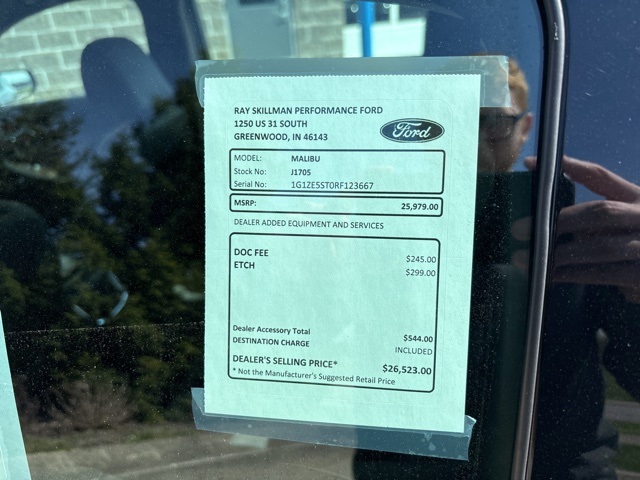 RAY SKILLMAN PERFORMANCE FORD
1250 US 31 SOUTH
GREENWOOD, IN 46143
Ford
MODEL: MALIBU
Stock No: J1705
Serial No: 1G1ZE5ST0RF123667
MSRP: 25,979.00
DEALER ADDED EQUIPMENT AND SERVICES
DOC FEE $245.00
ETCH $299.00
Dealer Accessory Total $544.00
DESTINATION CHARGE INCLUDED
DEALER'S SELLING PRICE* $26,523.00
* Not the Manufacturer's Suggested Retail Price